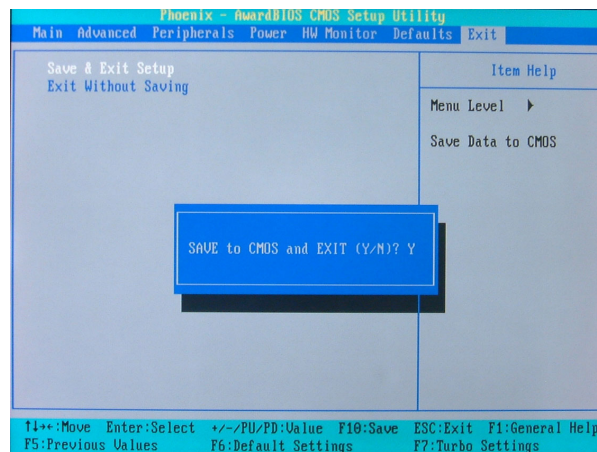 Phoenix - AwardBIOS CMOS Setup Utility
Main Advanced Peripherals Power HW Monitor Defaults Exit
Save & Exit Setup
Exit Without Saving
Item Help
Menu Level ▶
Save Data to CMOS
SAVE to CMOS and EXIT (Y/N)? Y
↑↓→←:Move Enter:Select +/-/PU/PD:Value F10:Save ESC:Exit F1:General Help
F5:Previous Values F6:Default Settings F7:Turbo Settings